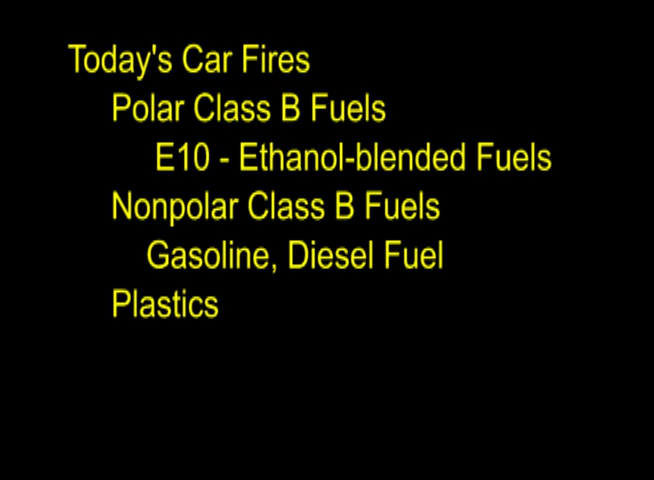 Today's Car Fires
Polar Class B Fuels
E10 - Ethanol-blended Fuels
Nonpolar Class B Fuels
Gasoline, Diesel Fuel
Plastics